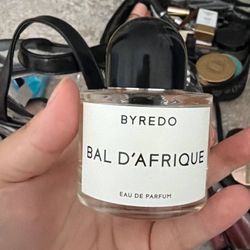 BYREDO
BAL D'AFRIQUE
EAU DE PARFUM